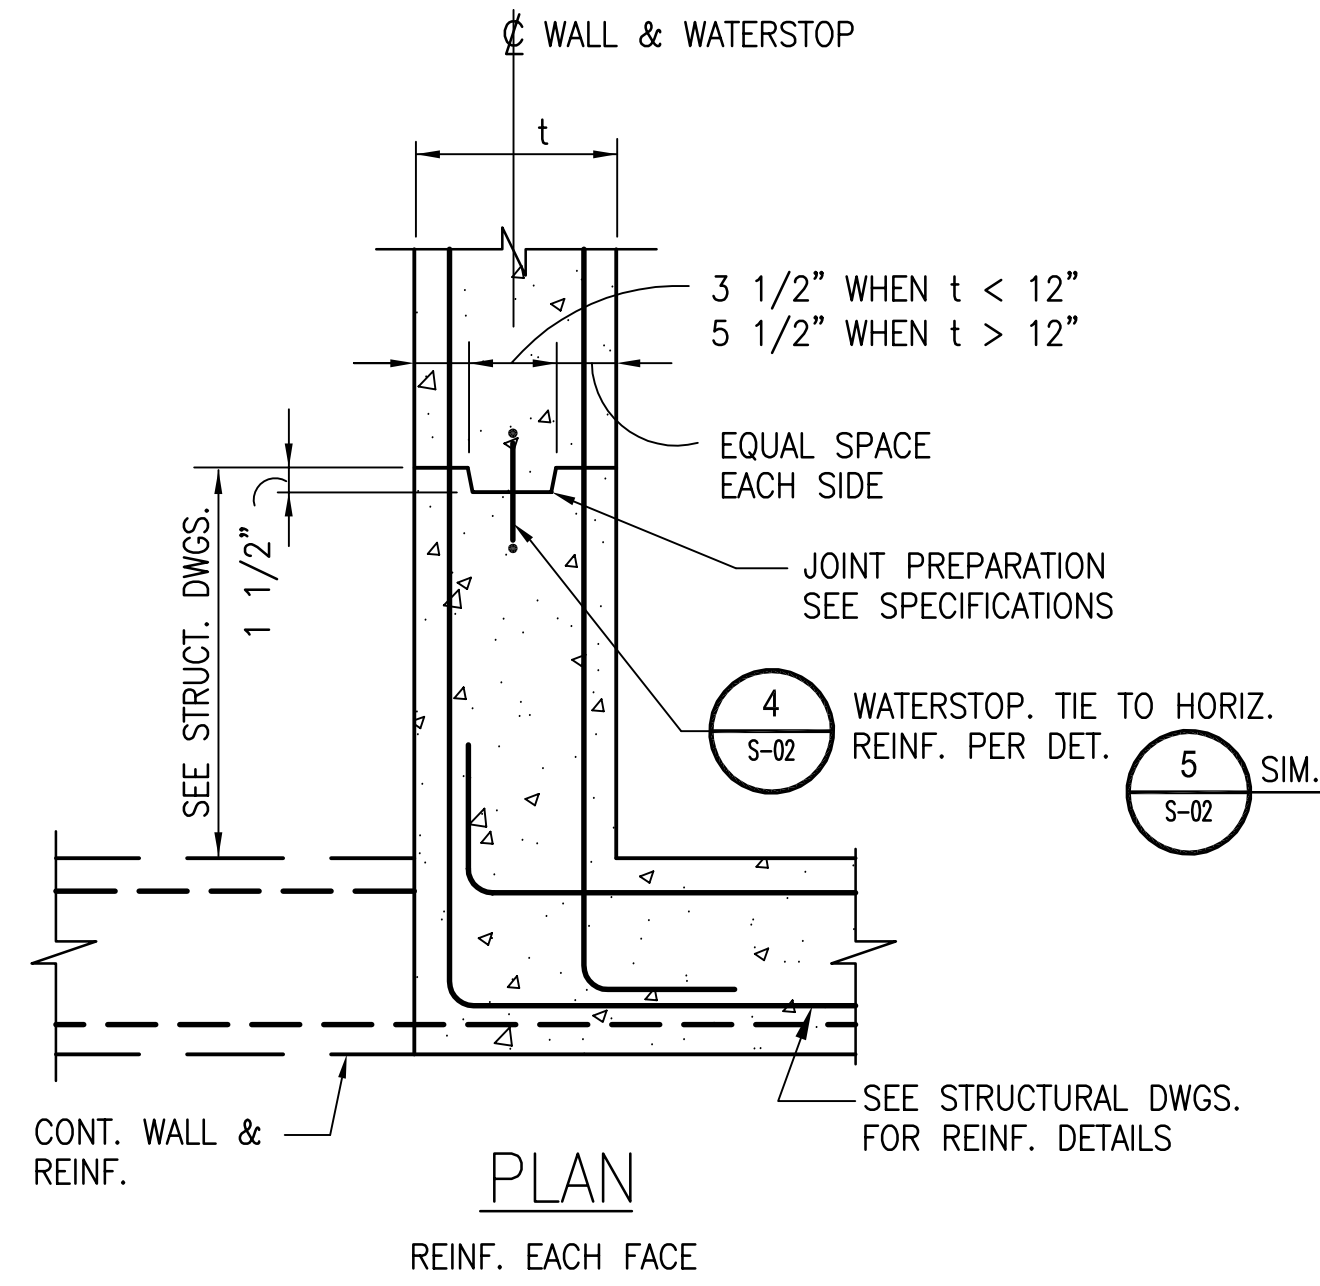 ℄ WALL & WATERSTOP
t
3 1/2" WHEN t < 12"
5 1/2" WHEN t > 12"
EQUAL SPACE
EACH SIDE
SEE STRUCT. DWGS.
1 1/2"
JOINT PREPARATION
SEE SPECIFICATIONS
4
S-02
WATERSTOP. TIE TO HORIZ.
REINF. PER DET.
5
S-02
SIM.
SEE STRUCTURAL DWGS.
FOR REINF. DETAILS
CONT. WALL &
REINF.
PLAN
REINF. EACH FACE